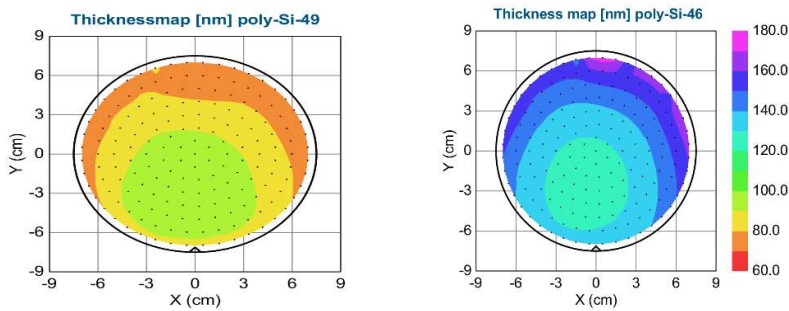 Thicknessmap [nm] poly-Si-49
9
6
3
0
-3
-6
-9
Y (cm)
-9 -6 -3 0 3 6 9
X (cm)
Thickness map [nm] poly-Si-46
9
6
3
0
-3
-6
-9
Y (cm)
-9 -6 -3 0 3 6 9
X (cm)
180.0
160.0
140.0
120.0
100.0
80.0
60.0